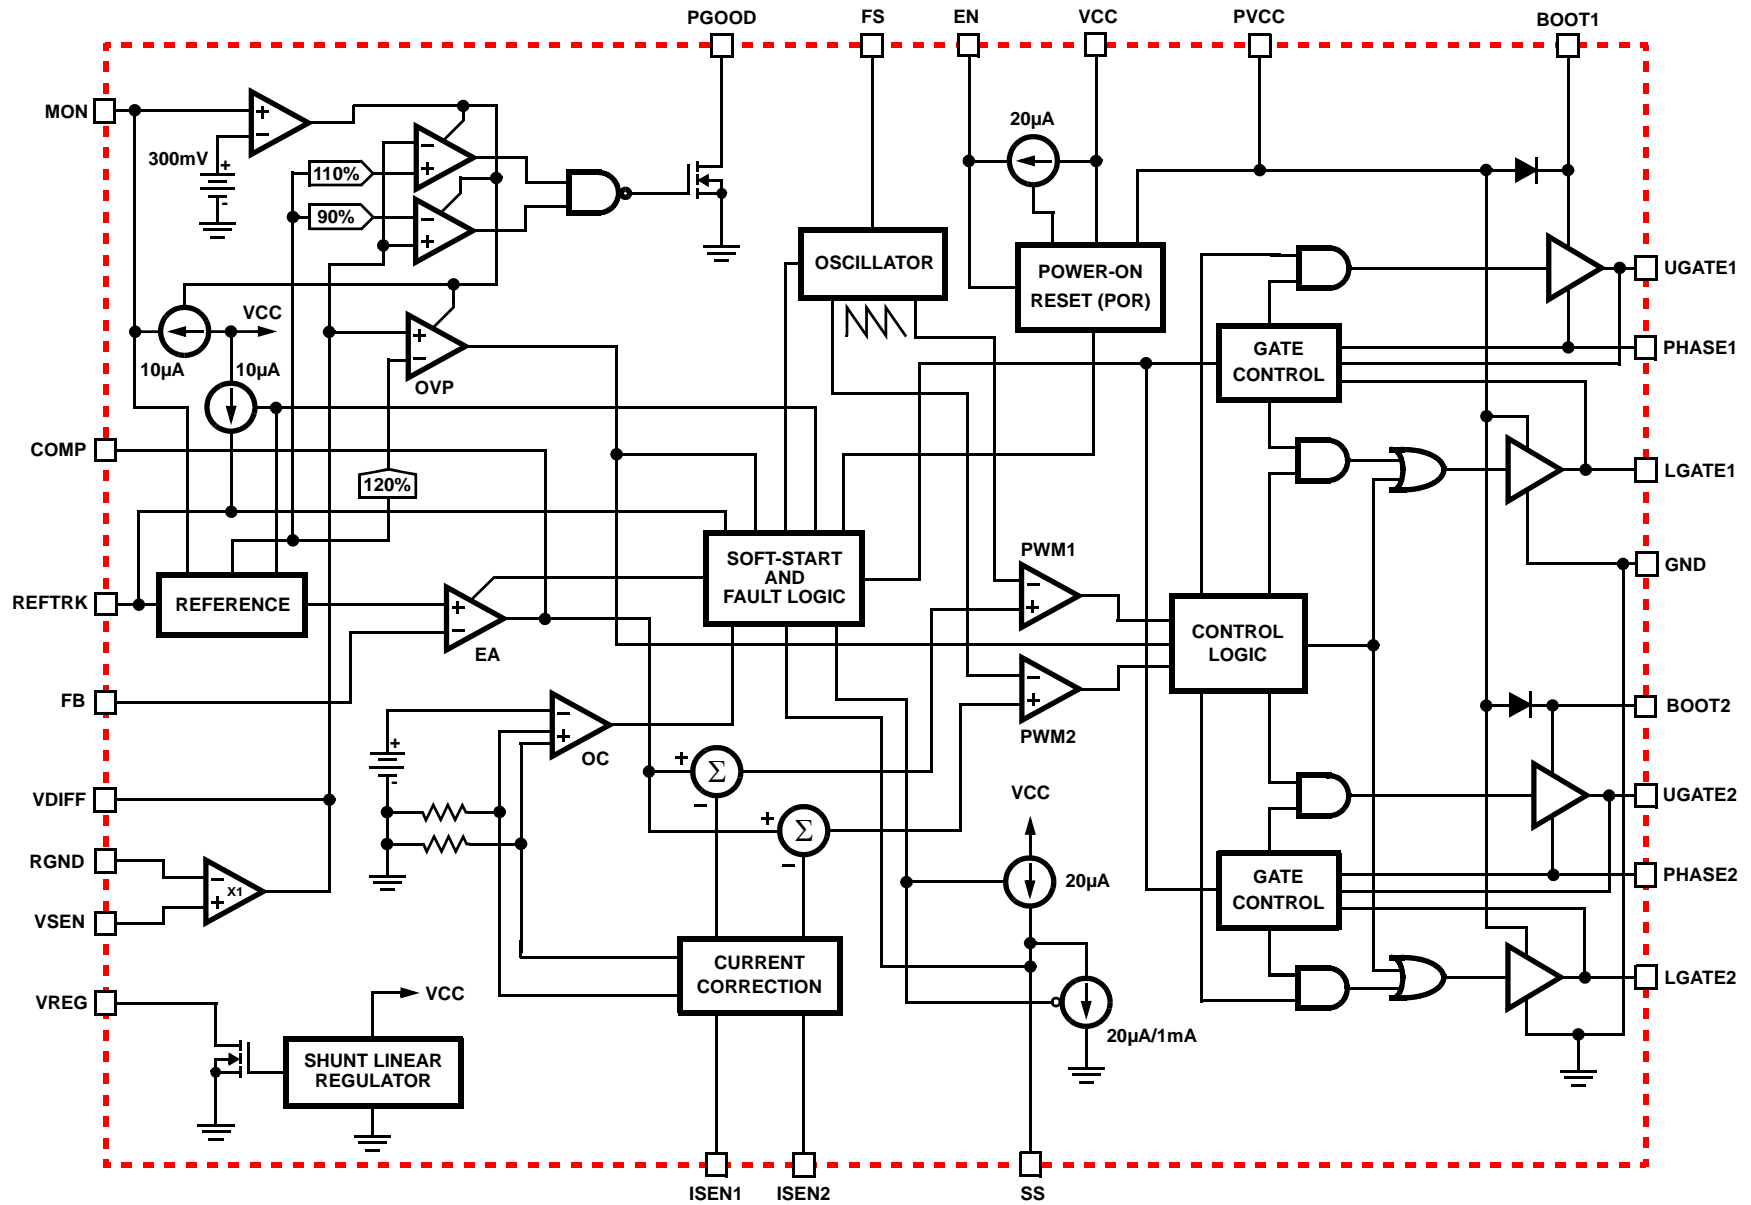 PGOOD
FS
EN
VCC
PVCC
BOOT1
MON
+
−
300mV
+
-
−
+
110%
90%
−
+
20µA
OSCILLATOR
POWER-ON
RESET (POR)
UGATE1
VCC
10µA
10µA
+
−
OVP
GATE
CONTROL
PHASE1
COMP
120%
LGATE1
SOFT-START
AND
FAULT LOGIC
PWM1
−
+
GND
REFTRK
REFERENCE
+
−
EA
CONTROL
LOGIC
FB
−
+
OC
−
+
PWM2
BOOT2
+
-
+
Σ
−
+
Σ
−
VDIFF
VCC
UGATE2
RGND
−
+
X1
VSEN
20µA
GATE
CONTROL
PHASE2
CURRENT
CORRECTION
VREG
VCC
LGATE2
20µA/1mA
SHUNT LINEAR
REGULATOR
ISEN1
ISEN2
SS